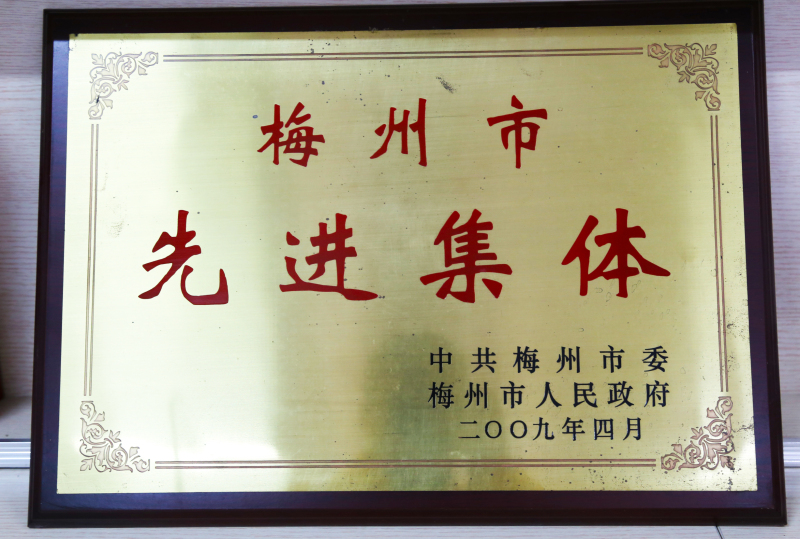 梅州市
先进集体
中共梅州市委
梅州市人民政府
二〇〇九年四月